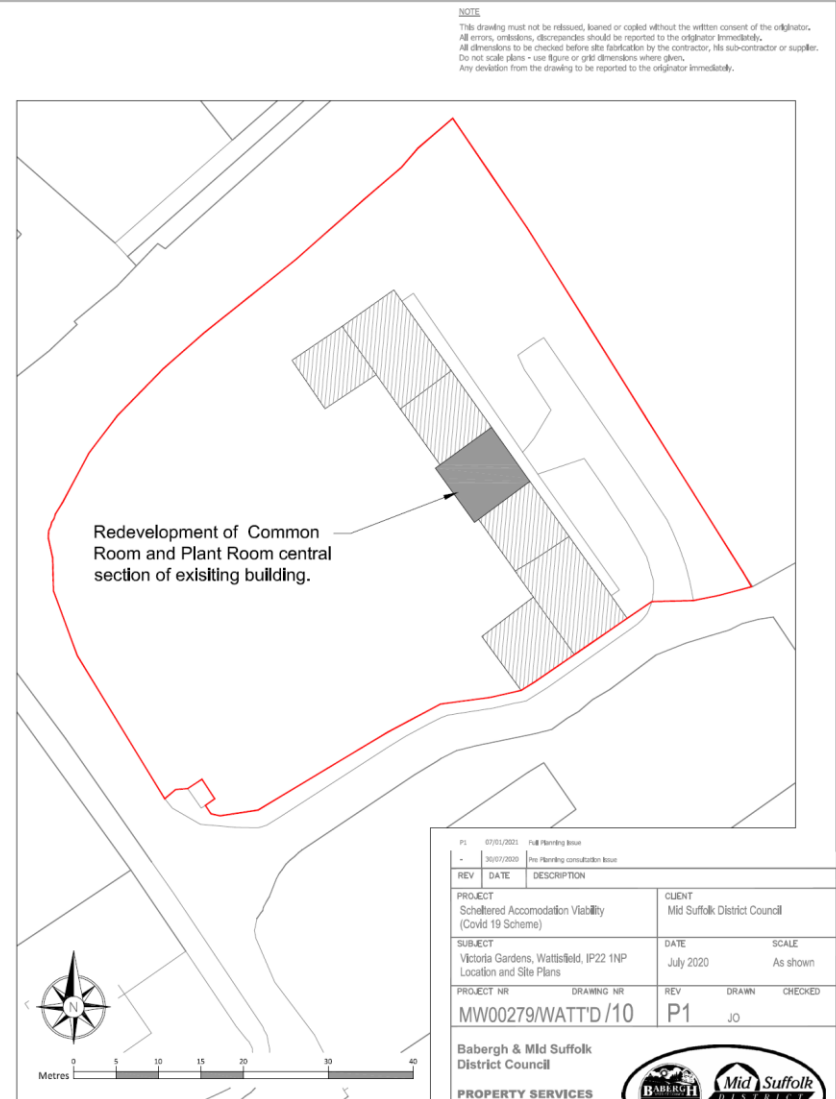 NOTE
This drawing must not be reissued, loaned or copied without the written consent of the originator.
All errors, omissions, discrepancies should be reported to the originator immediately.
All dimensions to be checked before site fabrication by the contractor, his sub-contractor or supplier.
Do not scale plans - use figure or grid dimensions where given.
Any deviation from the drawing to be reported to the originator immediately.
Redevelopment of Common
Room and Plant Room central
section of exisiting building.
N
Metres
0 5 10 15 20 30 40
P1 07/01/2021 Full Planning Issue
- 30/07/2020 Pre Planning consultation Issue
REV DATE DESCRIPTION
PROJECT
Scheltered Accomodation Viability
(Covid 19 Scheme)
CLIENT
Mid Suffolk District Council
SUBJECT
Victoria Gardens, Wattisfield, IP22 1NP
Location and Site Plans
DATE
July 2020
SCALE
As shown
PROJECT NR
MW00279/WATT'D /10
DRAWING NR
REV
P1
DRAWN
JO
CHECKED
Babergh & Mid Suffolk
District Council
PROPERTY SERVICES
BABERGH
Mid Suffolk
DISTRICT